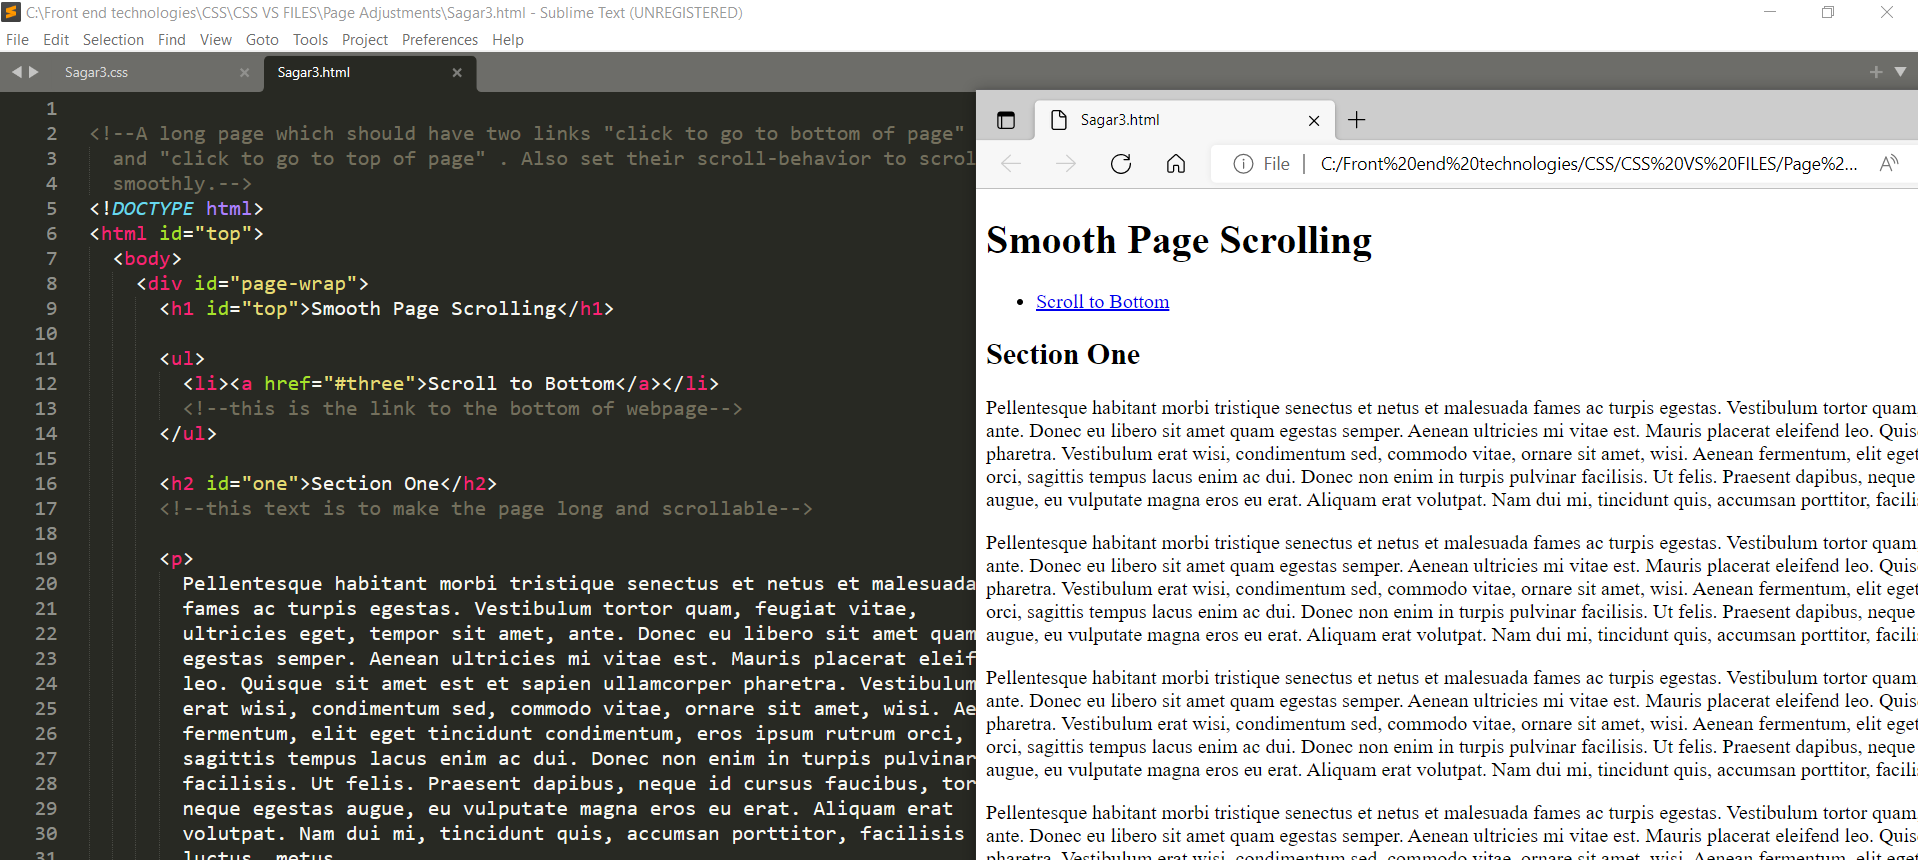 C:\Front end technologies\CSS\CSS VS FILES\Page Adjustments\Sagar3.html - Sublime Text (UNREGISTERED)
File Edit Selection Find View Goto Tools Project Preferences Help
Sagar3.css
Sagar3.html
1
2 <!--A long page which should have two links "click to go to bottom of page"
3 and "click to go to top of page" . Also set their scroll-behavior to scrol
4 smoothly.-->
5 <!DOCTYPE html>
6 <html id="top">
7 <body>
8 <div id="page-wrap">
9 <h1 id="top">Smooth Page Scrolling</h1>
10
11 <ul>
12 <li><a href="#three">Scroll to Bottom</a></li>
13 <!--this is the link to the bottom of webpage-->
14 </ul>
15
16 <h2 id="one">Section One</h2>
17 <!--this text is to make the page long and scrollable-->
18
19 <p>
20 Pellentesque habitant morbi tristique senectus et netus et malesuada
21 fames ac turpis egestas. Vestibulum tortor quam, feugiat vitae,
22 ultricies eget, tempor sit amet, ante. Donec eu libero sit amet quam
23 egestas semper. Aenean ultricies mi vitae est. Mauris placerat eleif
24 leo. Quisque sit amet est et sapien ullamcorper pharetra. Vestibulum
25 erat wisi, condimentum sed, commodo vitae, ornare sit amet, wisi. Ae
26 fermentum, elit eget tincidunt condimentum, eros ipsum rutrum orci,
27 sagittis tempus lacus enim ac dui. Donec non enim in turpis pulvinar
28 facilisis. Ut felis. Praesent dapibus, neque id cursus faucibus, tor
29 neque egestas augue, eu vulputate magna eros eu erat. Aliquam erat
30 volutpat. Nam dui mi, tincidunt quis, accumsan porttitor, facilisis
31 luctus, metus
Sagar3.html
File | C:/Front%20end%20technologies/CSS/CSS%20VS%20FILES/Page%2...
Smooth Page Scrolling
• Scroll to Bottom
Section One
Pellentesque habitant morbi tristique senectus et netus et malesuada fames ac turpis egestas. Vestibulum tortor quam
ante. Donec eu libero sit amet quam egestas semper. Aenean ultricies mi vitae est. Mauris placerat eleifend leo. Quis
pharetra. Vestibulum erat wisi, condimentum sed, commodo vitae, ornare sit amet, wisi. Aenean fermentum, elit eget
orci, sagittis tempus lacus enim ac dui. Donec non enim in turpis pulvinar facilisis. Ut felis. Praesent dapibus, neque
augue, eu vulputate magna eros eu erat. Aliquam erat volutpat. Nam dui mi, tincidunt quis, accumsan porttitor, facili
Pellentesque habitant morbi tristique senectus et netus et malesuada fames ac turpis egestas. Vestibulum tortor quam
ante. Donec eu libero sit amet quam egestas semper. Aenean ultricies mi vitae est. Mauris placerat eleifend leo. Quis
pharetra. Vestibulum erat wisi, condimentum sed, commodo vitae, ornare sit amet, wisi. Aenean fermentum, elit eget
orci, sagittis tempus lacus enim ac dui. Donec non enim in turpis pulvinar facilisis. Ut felis. Praesent dapibus, neque
augue, eu vulputate magna eros eu erat. Aliquam erat volutpat. Nam dui mi, tincidunt quis, accumsan porttitor, facili
Pellentesque habitant morbi tristique senectus et netus et malesuada fames ac turpis egestas. Vestibulum tortor quam
ante. Donec eu libero sit amet quam egestas semper. Aenean ultricies mi vitae est. Mauris placerat eleifend leo. Quis
pharetra. Vestibulum erat wisi, condimentum sed, commodo vitae, ornare sit amet, wisi. Aenean fermentum, elit eget
orci, sagittis tempus lacus enim ac dui. Donec non enim in turpis pulvinar facilisis. Ut felis. Praesent dapibus, neque
augue, eu vulputate magna eros eu erat. Aliquam erat volutpat. Nam dui mi, tincidunt quis, accumsan porttitor, facili
Pellentesque habitant morbi tristique senectus et netus et malesuada fames ac turpis egestas. Vestibulum tortor quam
ante. Donec eu libero sit amet quam egestas semper. Aenean ultricies mi vitae est. Mauris placerat eleifend leo. Quis
pharetra. Vestibulum erat wisi, condimentum sed, commodo vitae, ornare sit amet, wisi. Aenean fermentum, elit eget